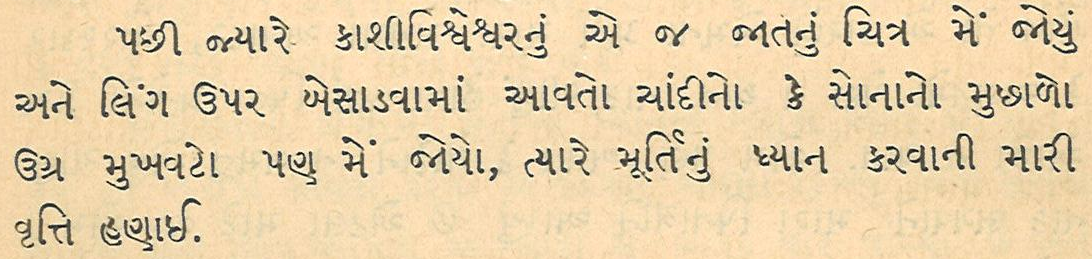 પછી જ્યારે કાશીવિશ્વેશ્વરનું એ જ જાતનું ચિત્ર મેં જોયું
અને લિંગ ઉપર બેસાડવામાં આવતો ચાંદીનો કે સોનાનો મુછાળો
ઉગ્ર મુખવટો પણ મેં જોયો, ત્યારે મૂર્તિનું ધ્યાન કરવાની મારી
વૃત્તિ હણાઈ.